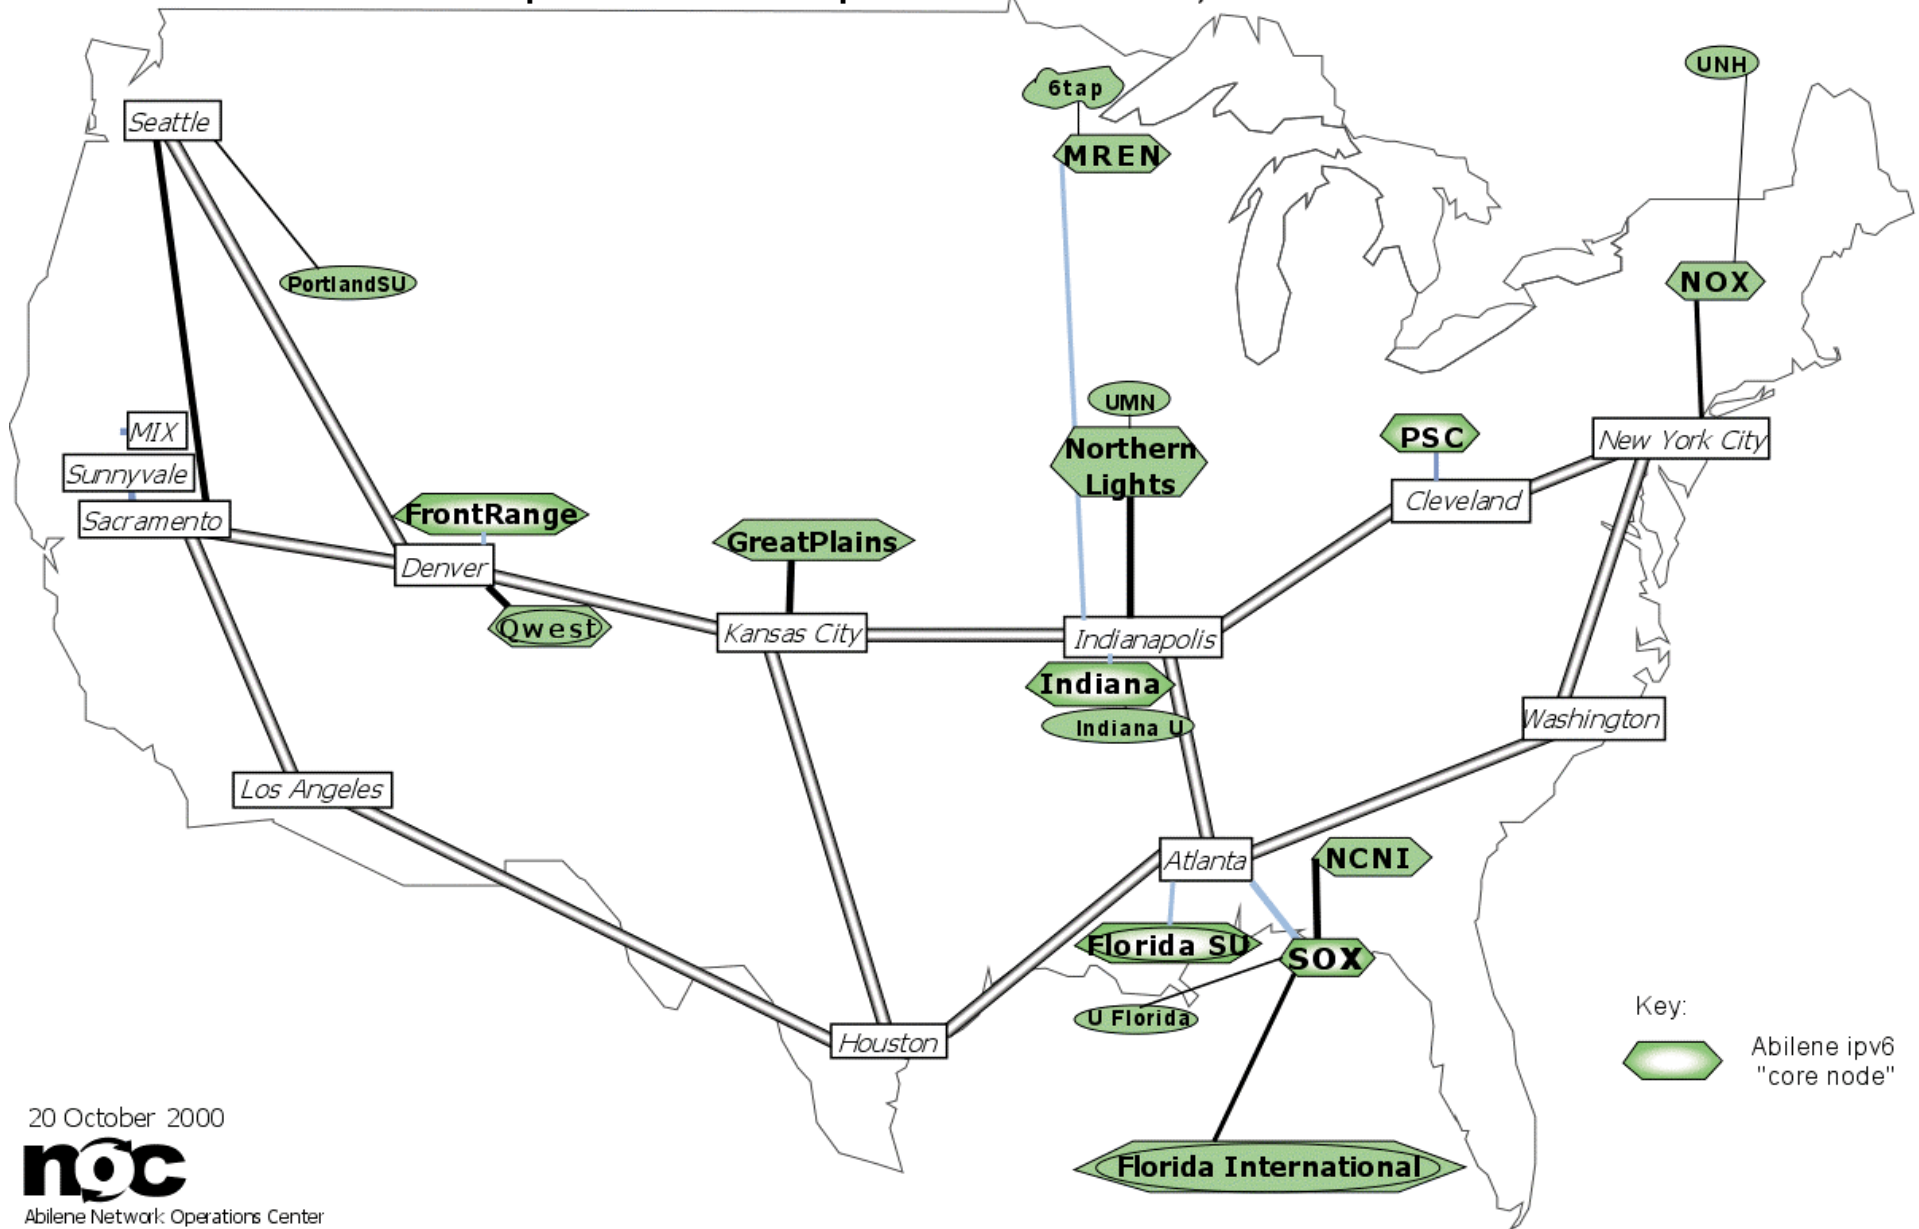 UNH
6tap
Seattle
MREN
PortlandSU
NOX
UMN
MIX
PSC
New York City
Northern
Lights
Sunnyvale
Cleveland
Sacramento
FrontRange
GreatPlains
Denver
Qwest
Kansas City
Indianapolis
Indiana
Indiana U
Washington
Los Angeles
Atlanta
NCNI
Florida SU
SOX
U Florida
Houston
Key:
Abilene ipv6
"core node"
20 October 2000
noc
Abilene Network Operations Center
Florida International